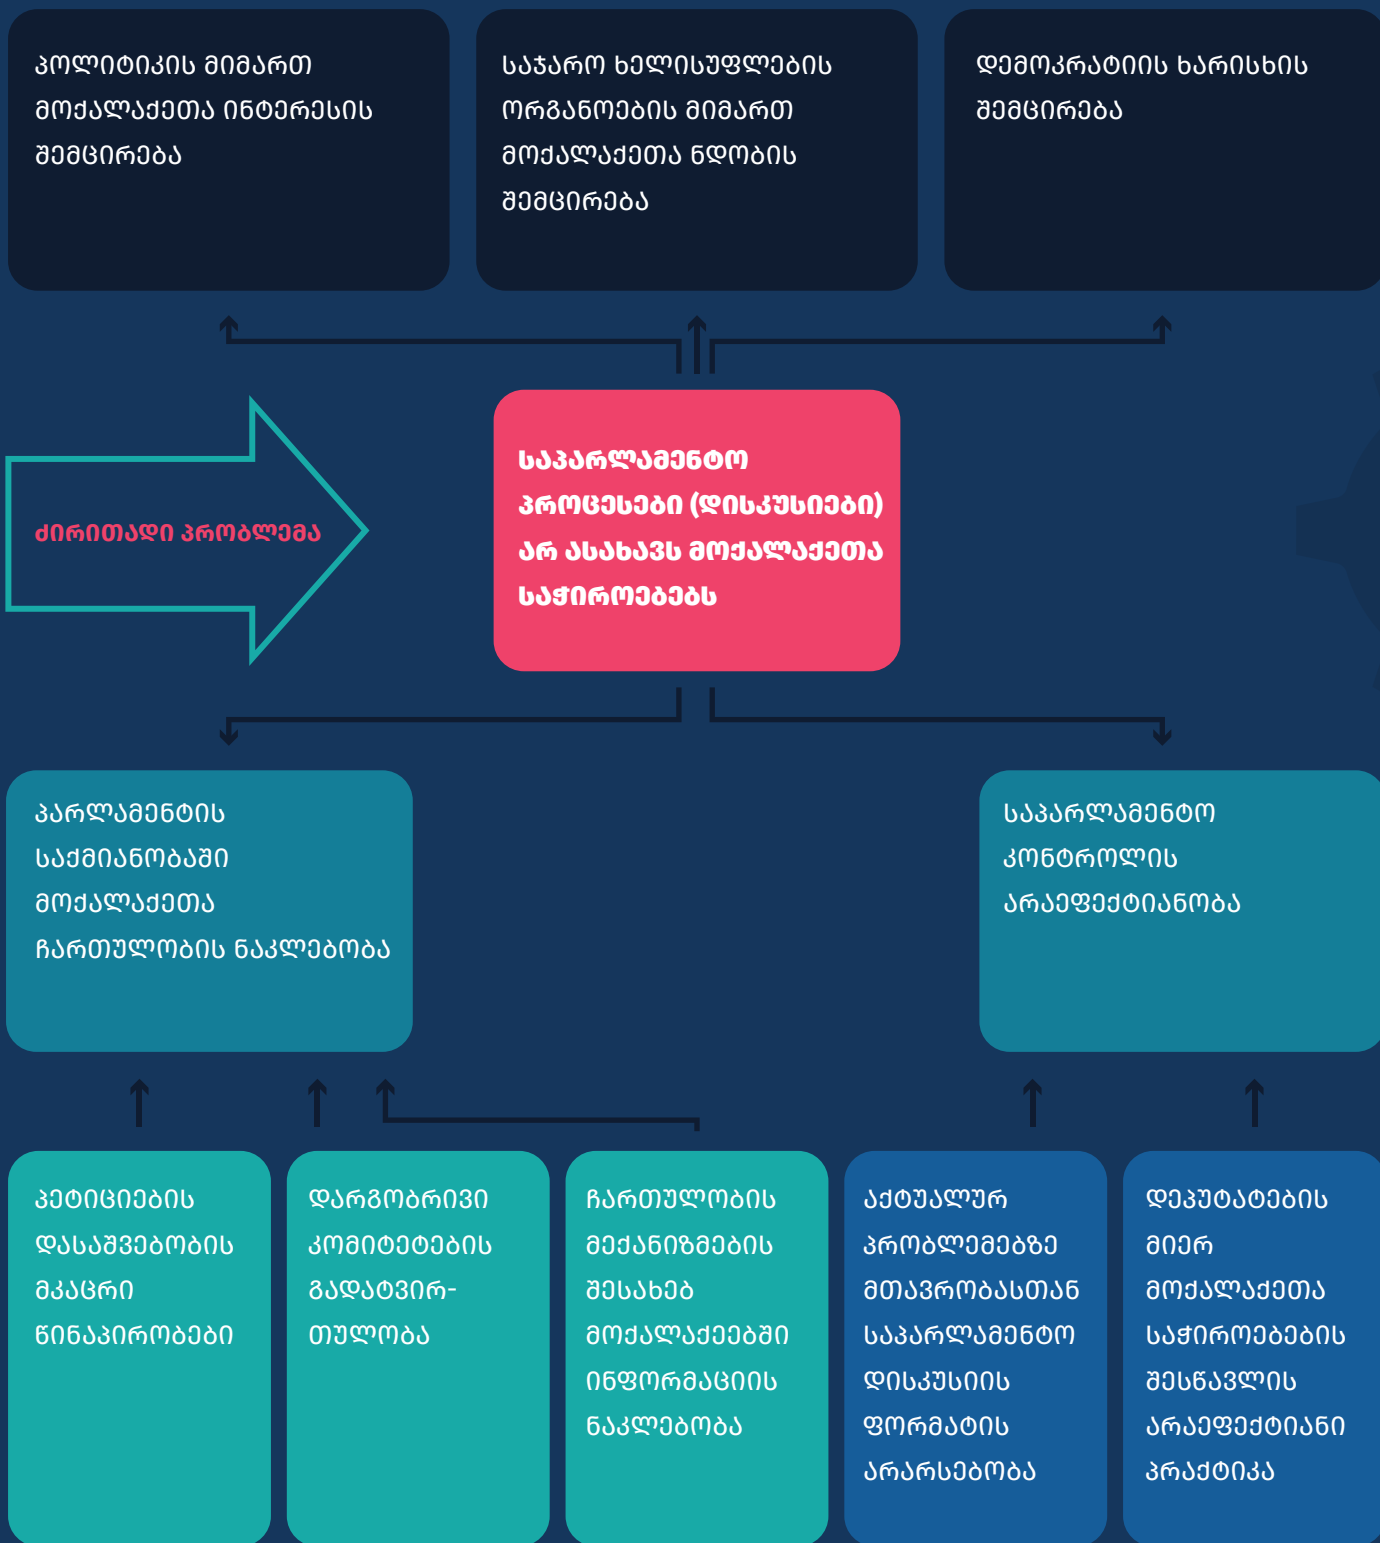 პოლიტიკის მიმართ
მოქალაქეთა ინტერესის
შემცირება
საჯარო ხელისუფლების
ორგანოების მიმართ
მოქალაქეთა ნდობის
შემცირება
დემოკრატიის ხარისხის
შემცირება
ძირითადი პრობლემა
საპარლამენტო
პროცესები (დისკუსიები)
არ ასახავს მოქალაქეთა
საჭიროებებს
პარლამენტის
საქმიანობაში
მოქალაქეთა
ჩართულობის ნაკლებობა
საპარლამენტო
კონტროლის
არაეფექტიანობა
პეტიციების
დასაშვებობის
მკაცრი
წინაპირობები
დარგობრივი
კომიტეტების
გადატვირ-
თულობა
ჩართულობის
მექანიზმების
შესახებ
მოქალაქეებში
ინფორმაციის
ნაკლებობა
აქტუალურ
პრობლემებზე
მთავრობასთან
საპარლამენტო
დისკუსიის
ფორმატის
არარსებობა
დეპუტატების
მიერ
მოქალაქეთა
საჭიროებების
შესწავლის
არაეფექტიანი
პრაქტიკა